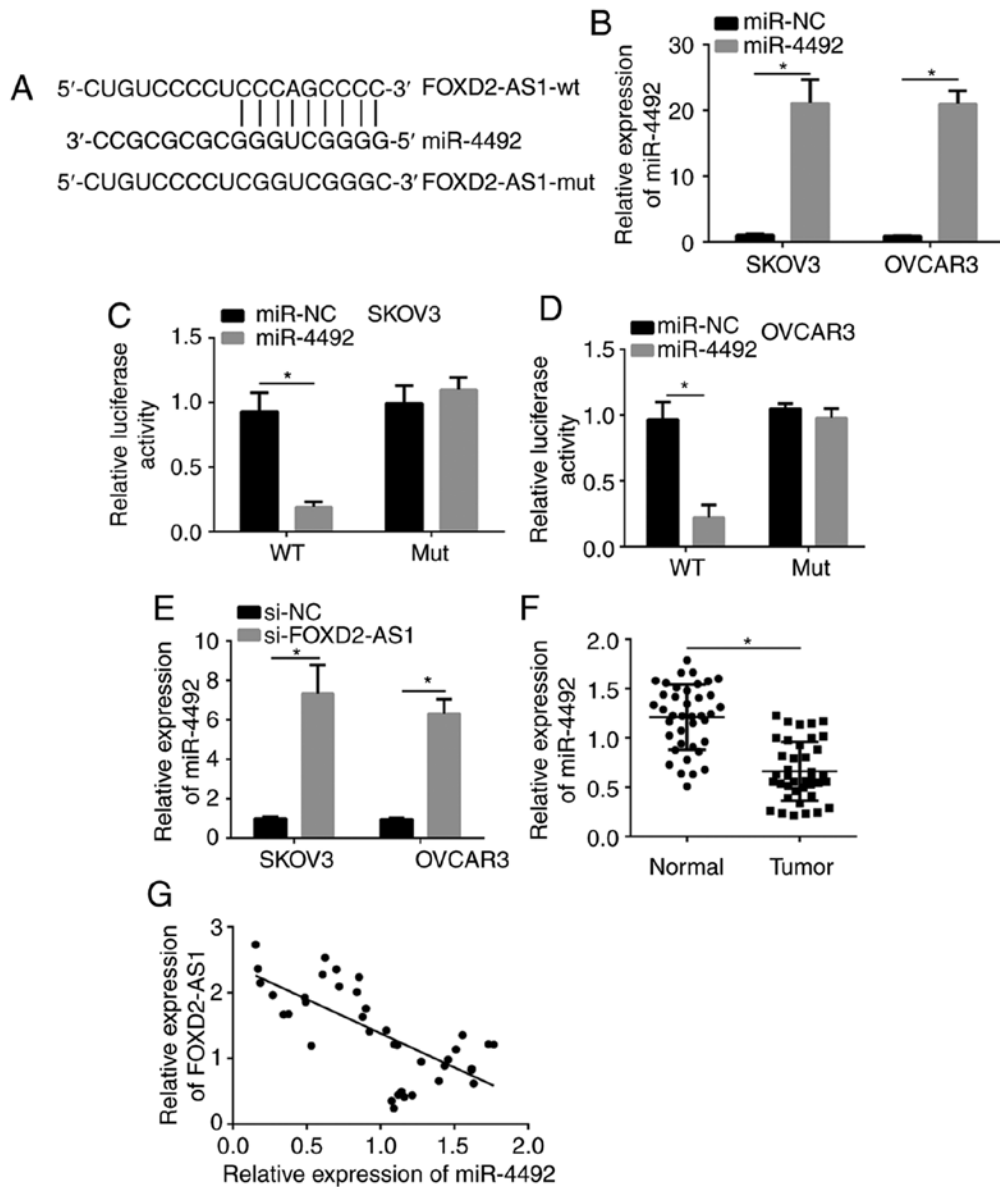 A
5′-CUGUCCCCUCCCAGCCCC-3′ FOXD2-AS1-wt
3′-CCGCGCGCGGGUCGGGG-5′ miR-4492
5′-CUGUCCCCUCGGUCGGGC-3′ FOXD2-AS1-mut
B
miR-NC
miR-4492
Relative expression
of miR-4492
30
20
10
0
*
*
SKOV3
OVCAR3
C
miR-NC
miR-4492
SKOV3
Relative luciferase
activity
1.5
1.0
0.5
0.0
*
WT
Mut
D
miR-NC
miR-4492
OVCAR3
Relative luciferase
activity
1.5
1.0
0.5
0.0
*
WT
Mut
E
si-NC
si-FOXD2-AS1
Relative expression
of miR-4492
10
8
6
4
2
0
*
*
SKOV3
OVCAR3
F
Relative expression
of miR-4492
2.0
1.5
1.0
0.5
0.0
*
Normal
Tumor
G
Relative expression
of FOXD2-AS1
3
2
1
0
0.0
0.5
1.0
1.5
2.0
Relative expression of miR-4492